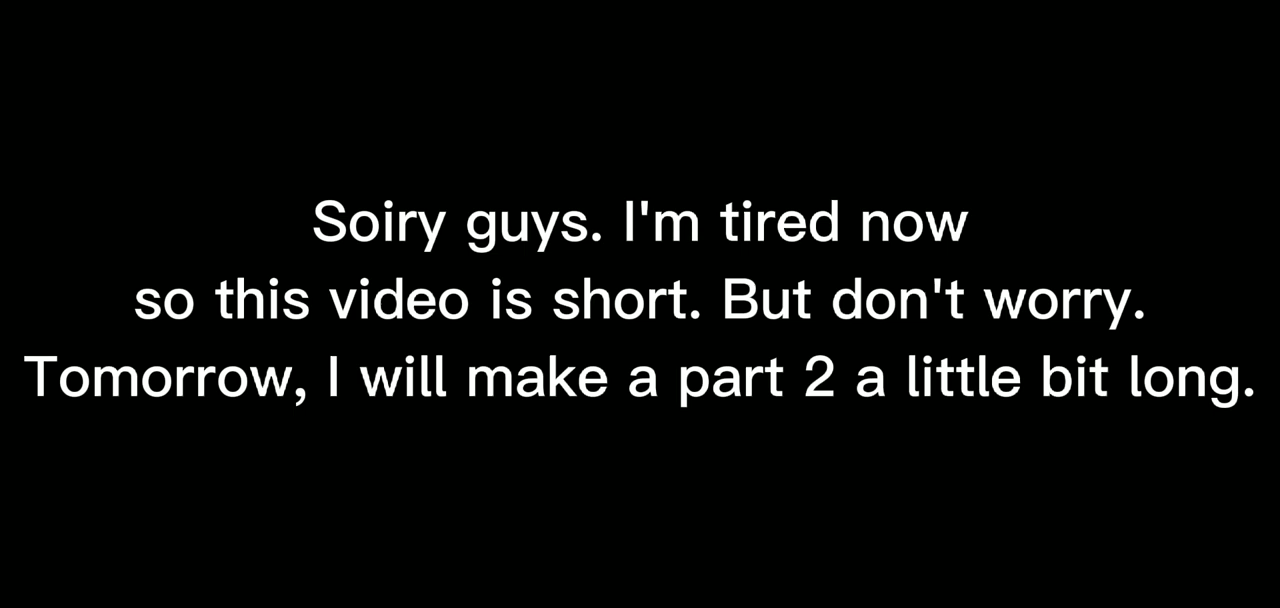 Soiry guys. I'm tired now
so this video is short. But don't worry.
Tomorrow, I will make a part 2 a little bit long.